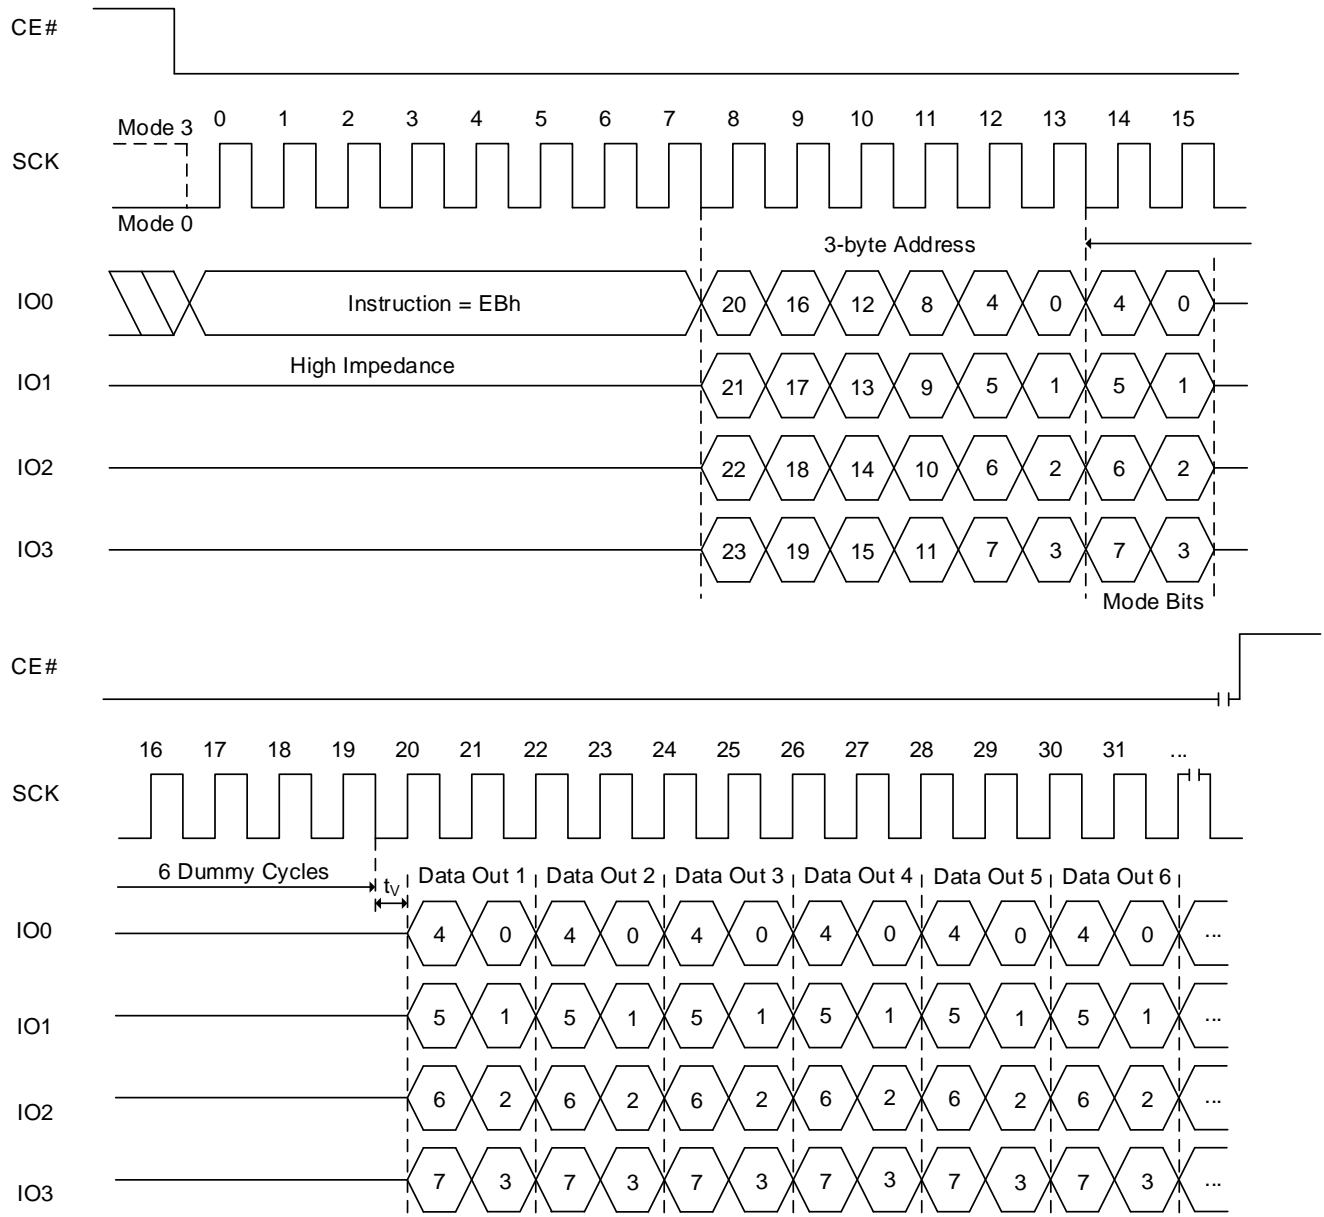 CE#
Mode 3 0 1 2 3 4 5 6 7 8 9 10 11 12 13 14 15
SCK
Mode 0
3-byte Address
IO0 Instruction = EBh 20 16 12 8 4 0 4 0
High Impedance
IO1 21 17 13 9 5 1 5 1
IO2 22 18 14 10 6 2 6 2
IO3 23 19 15 11 7 3 7 3
Mode Bits
CE#
16 17 18 19 20 21 22 23 24 25 26 27 28 29 30 31 ...
SCK
6 Dummy Cycles tV Data Out 1 Data Out 2 Data Out 3 Data Out 4 Data Out 5 Data Out 6
IO0 4 0 4 0 4 0 4 0 4 0 4 0 ...
IO1 5 1 5 1 5 1 5 1 5 1 5 1 ...
IO2 6 2 6 2 6 2 6 2 6 2 6 2 ...
IO3 7 3 7 3 7 3 7 3 7 3 7 3 ...